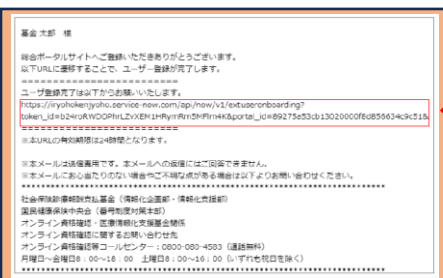 基金 太郎　様
総合ポータルサイトへご登録いただきありがとうございます。
以下URLに遷移することで、ユーザー登録が完了します。
==========================
ユーザ登録完了は以下からお願いいたします。
https://iryohokenjyoho.service-now.com/api/now/v1/extuseronboarding?
==========================
※本URLの有効期限は24時間となります。
※本メールは送信専用です。本メールへの返信にはご回答できません。
※本メールにお心当たりのない場合やご不明な点がある場合は以下よりお問い合わせください。
社会保険診療報酬支払基金（情報化企画部・情報化支援部）
国民健康保険中央会（番号制度対策本部）
オンライン資格確認・医療情報化支援基金関係
オンライン資格確認に関するお問い合わせ先
オンライン資格確認等コールセンター：0800-080-4583（通話無料）
月曜日～金曜日8：00～18：00　土曜日8：00～16：00（いずれも祝日を除く）